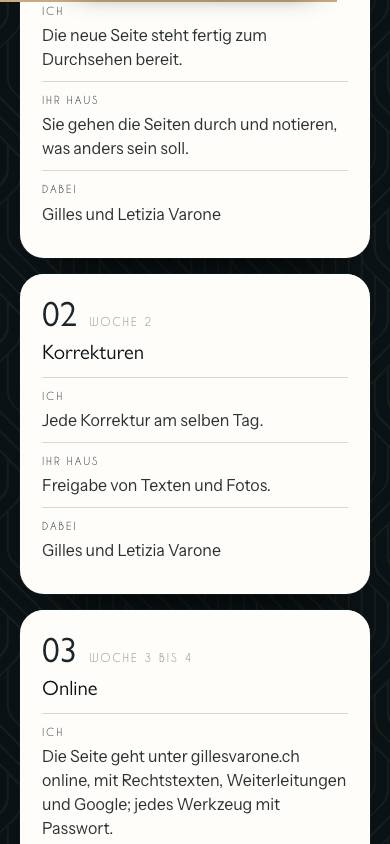 ICH
Die neue Seite steht fertig zum
Durchsehen bereit.
IHR HAUS
Sie gehen die Seiten durch und notieren,
was anders sein soll.
DABEI
Gilles und Letizia Varone
02 WOCHE 2
Korrekturen
ICH
Jede Korrektur am selben Tag.
IHR HAUS
Freigabe von Texten und Fotos.
DABEI
Gilles und Letizia Varone
03 WOCHE 3 BIS 4
Online
ICH
Die Seite geht unter gillesvarone.ch
online, mit Rechtstexten, Weiterleitungen
und Google; jedes Werkzeug mit
Passwort.